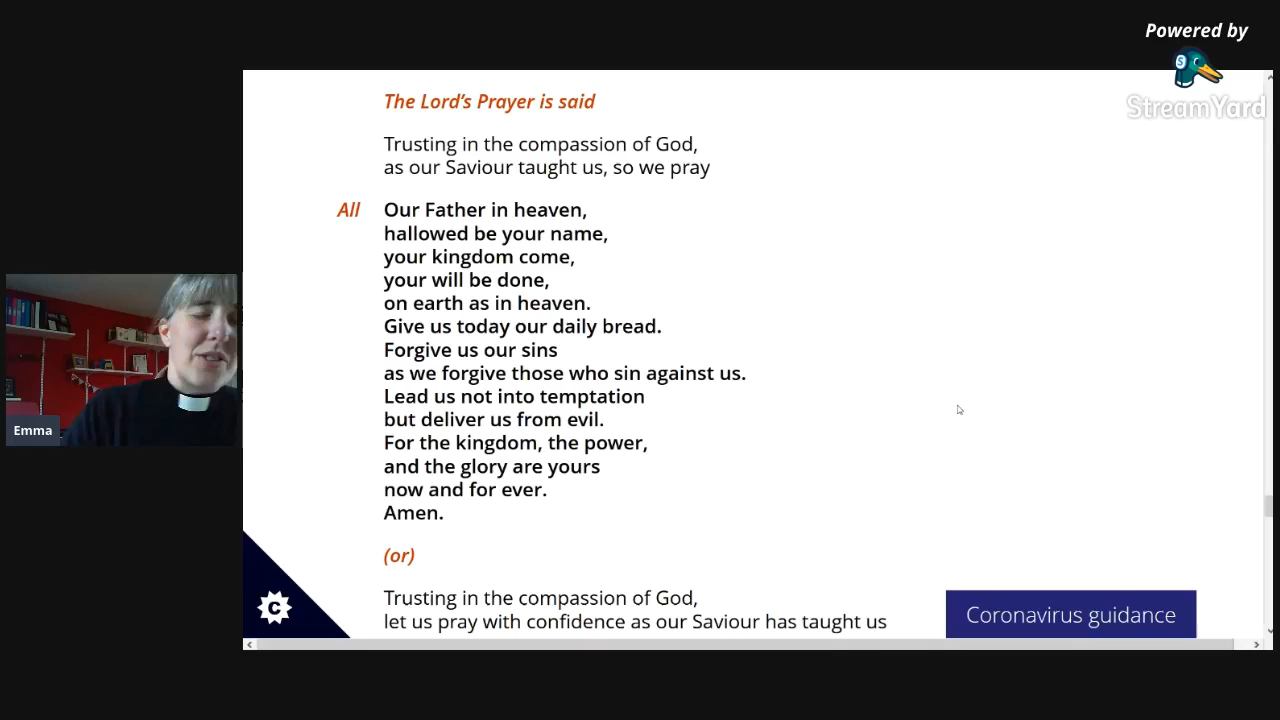 Powered by
StreamYard
The Lord's Prayer is said
Trusting in the compassion of God,
as our Saviour taught us, so we pray
All Our Father in heaven,
hallowed be your name,
your kingdom come,
your will be done,
on earth as in heaven.
Give us today our daily bread.
Forgive us our sins
as we forgive those who sin against us.
Lead us not into temptation
but deliver us from evil.
For the kingdom, the power,
and the glory are yours
now and for ever.
Amen.
(or)
Trusting in the compassion of God,
let us pray with confidence as our Saviour has taught us
Emma
C
Coronavirus guidance